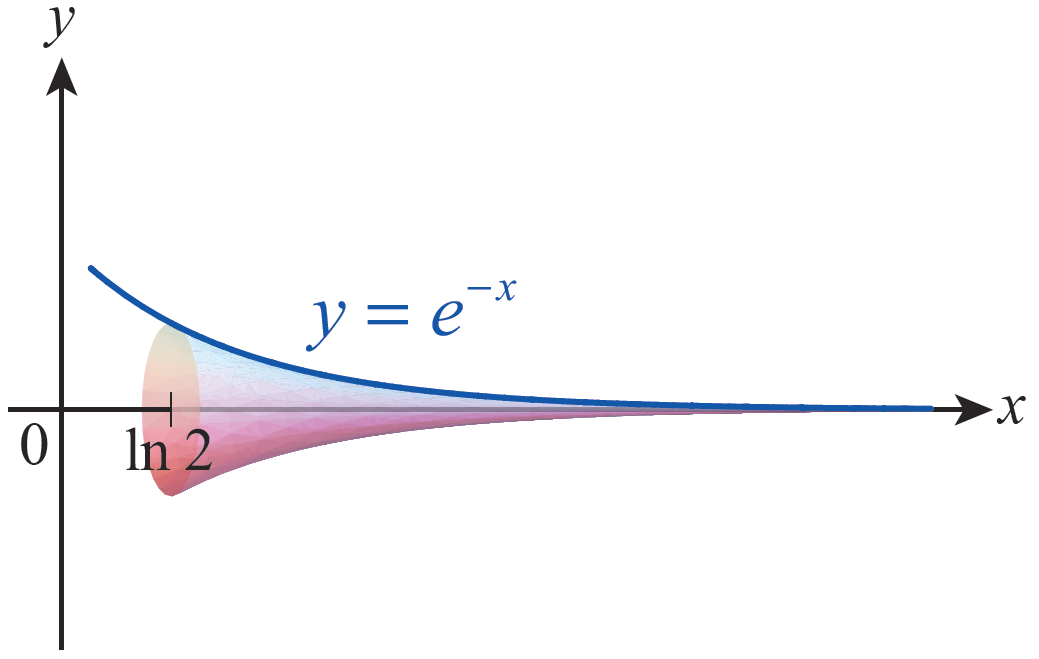 y
y = e^{-x}
x
0
ln 2